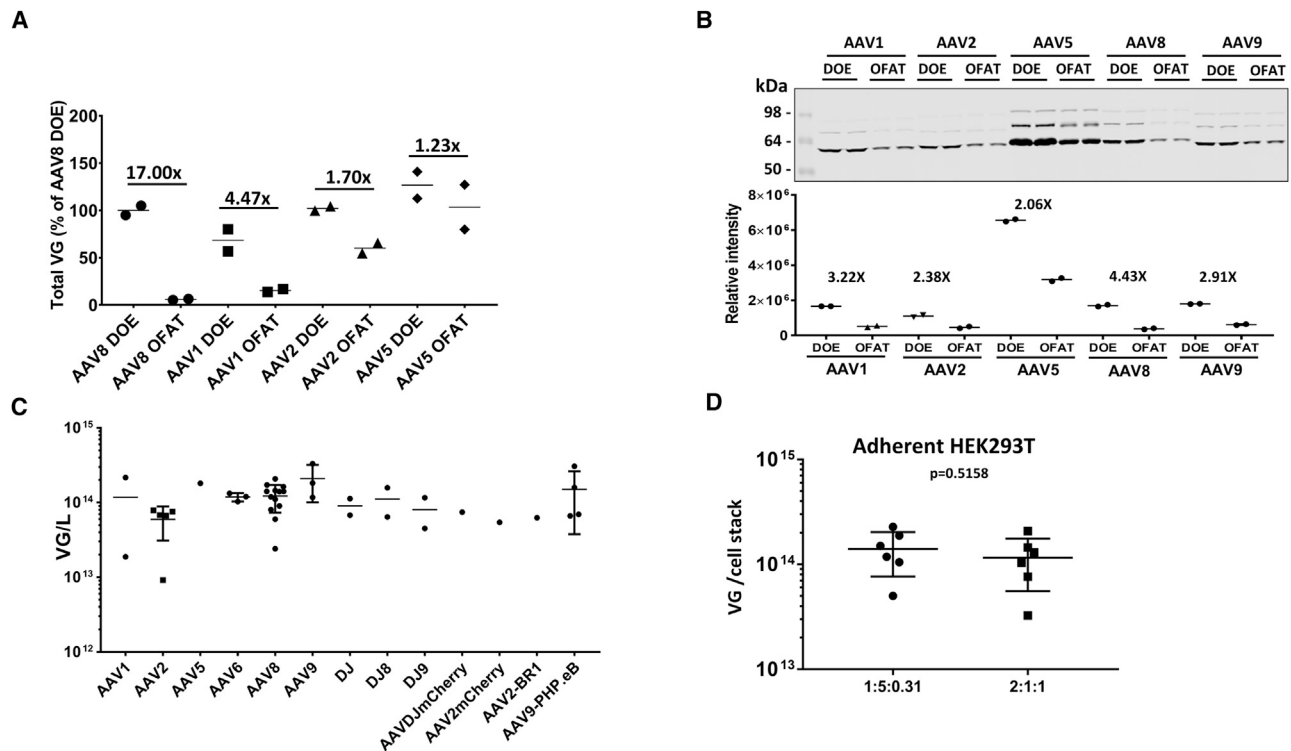 A
Total VG (% of AAV8 DOE)
200
150
100
50
0
17.00x
4.47x
1.70x
1.23x
AAV8 DOE
AAV8 OFAT
AAV1 DOE
AAV1 OFAT
AAV2 DOE
AAV2 OFAT
AAV5 DOE
AAV5 OFAT
B
AAV1 AAV2 AAV5 AAV8 AAV9
DOE OFAT DOE OFAT DOE OFAT DOE OFAT DOE OFAT
kDa
98 -
64 -
50 -
Relative intensity
8×10⁶
6×10⁶
4×10⁶
2×10⁶
0
3.22X
2.38X
2.06X
4.43X
2.91X
DOE OFAT DOE OFAT DOE OFAT DOE OFAT DOE OFAT
AAV1 AAV2 AAV5 AAV8 AAV9
C
VG/L
10¹⁵
10¹⁴
10¹³
10¹²
AAV1
AAV2
AAV5
AAV6
AAV8
AAV9
DJ
DJ8
DJ9
AAVDJmCherry
AAV2mCherry
AAV2-BR1
AAV9-PHP.eB
D
Adherent HEK293T
p=0.5158
VG /cell stack
10¹⁵
10¹⁴
10¹³
1:5:0.31
2:1:1